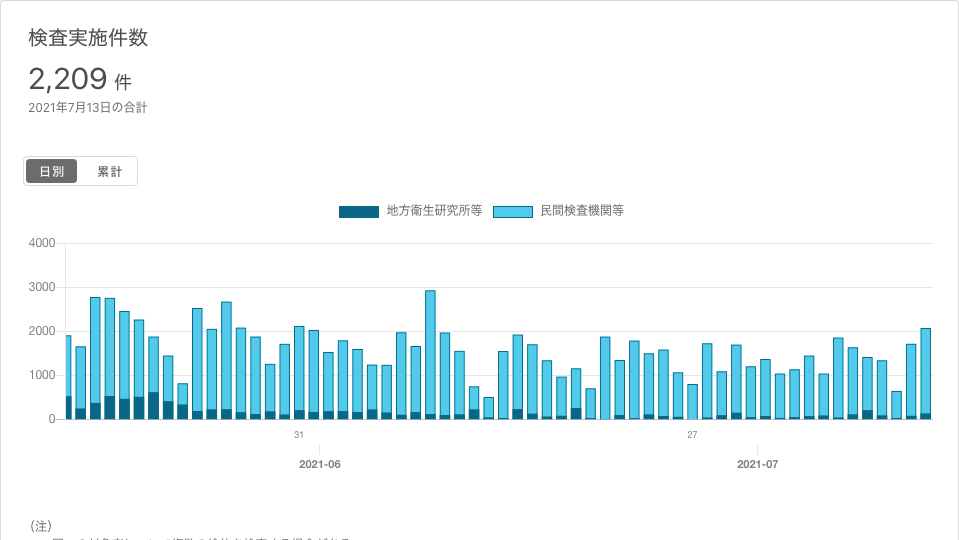 検査実施件数
2,209 件
2021年7月13日の合計
日別 累計
地方衛生研究所等 民間検査機関等
4000
3000
2000
1000
0
31 27
2021-06 2021-07
（注）